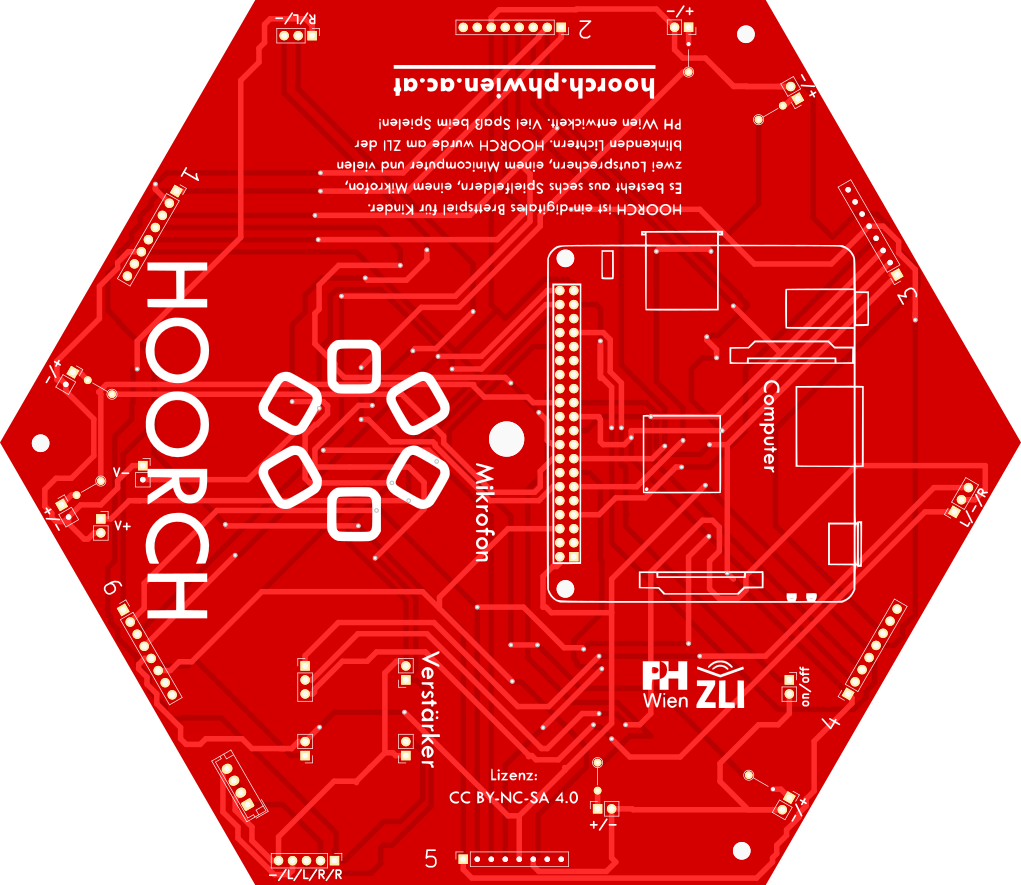 R/L/-
2
+/-
hoorch.phwien.ac.at
HOORCH ist ein digitales Brettspiel für Kinder.
Es besteht aus sechs Spielfeldern, einem Mikrofon,
zwei Lautsprechern, einem Minicomputer und vielen
blinkenden Lichtern. HOORCH wurde am ZLI der
PH Wien entwickelt. Viel Spaß beim Spielen!
+/-
1
3
HOORCH
+/-
Computer
Mikrofon
V-
V+
+/-
L/-/R
6
Verstärker
PH
Wien
ZLI
on/off
4
Lizenz:
CC BY-NC-SA 4.0
+/-
+/-
5
-/L/L/R/R